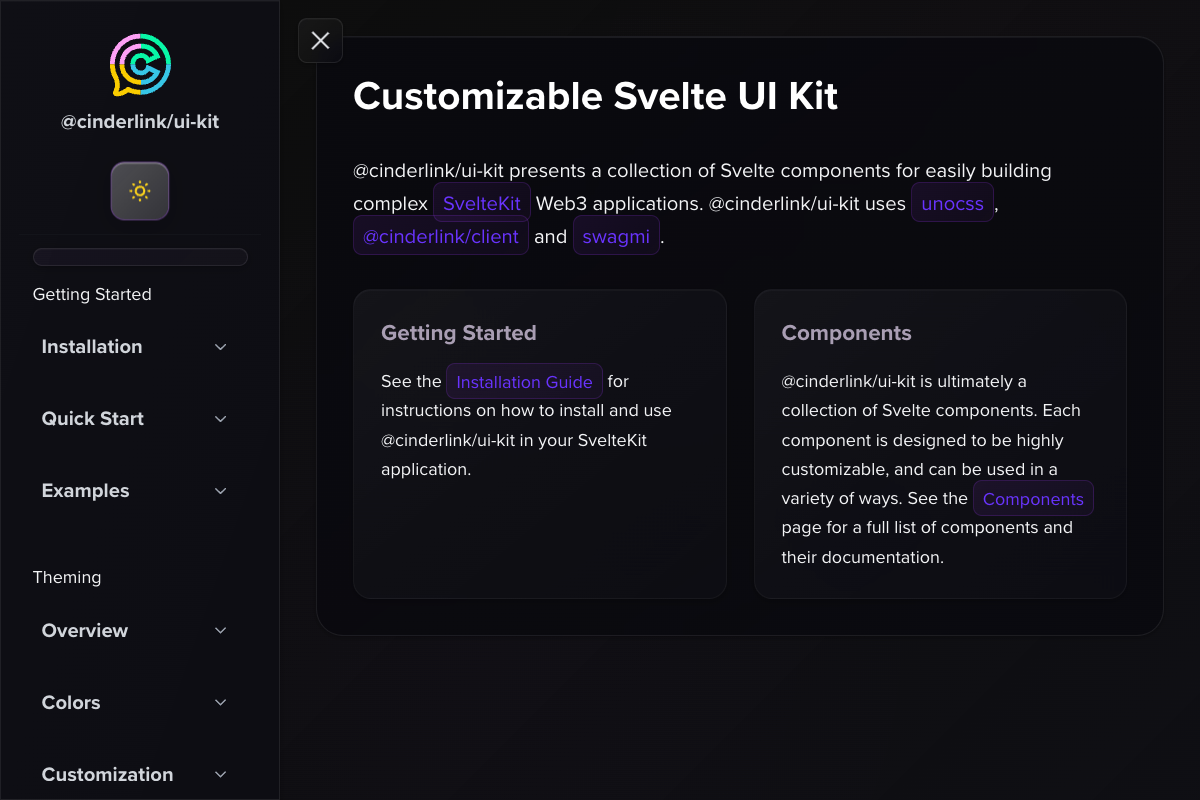 @cinderlink/ui-kit
Getting Started
Installation
Quick Start
Examples
Theming
Overview
Colors
Customization
Customizable Svelte UI Kit
@cinderlink/ui-kit presents a collection of Svelte components for easily building
complex SvelteKit Web3 applications. @cinderlink/ui-kit uses unocss,
@cinderlink/client and swagmi.
Getting Started
See the Installation Guide for
instructions on how to install and use
@cinderlink/ui-kit in your SvelteKit
application.
Components
@cinderlink/ui-kit is ultimately a
collection of Svelte components. Each
component is designed to be highly
customizable, and can be used in a
variety of ways. See the Components
page for a full list of components and
their documentation.